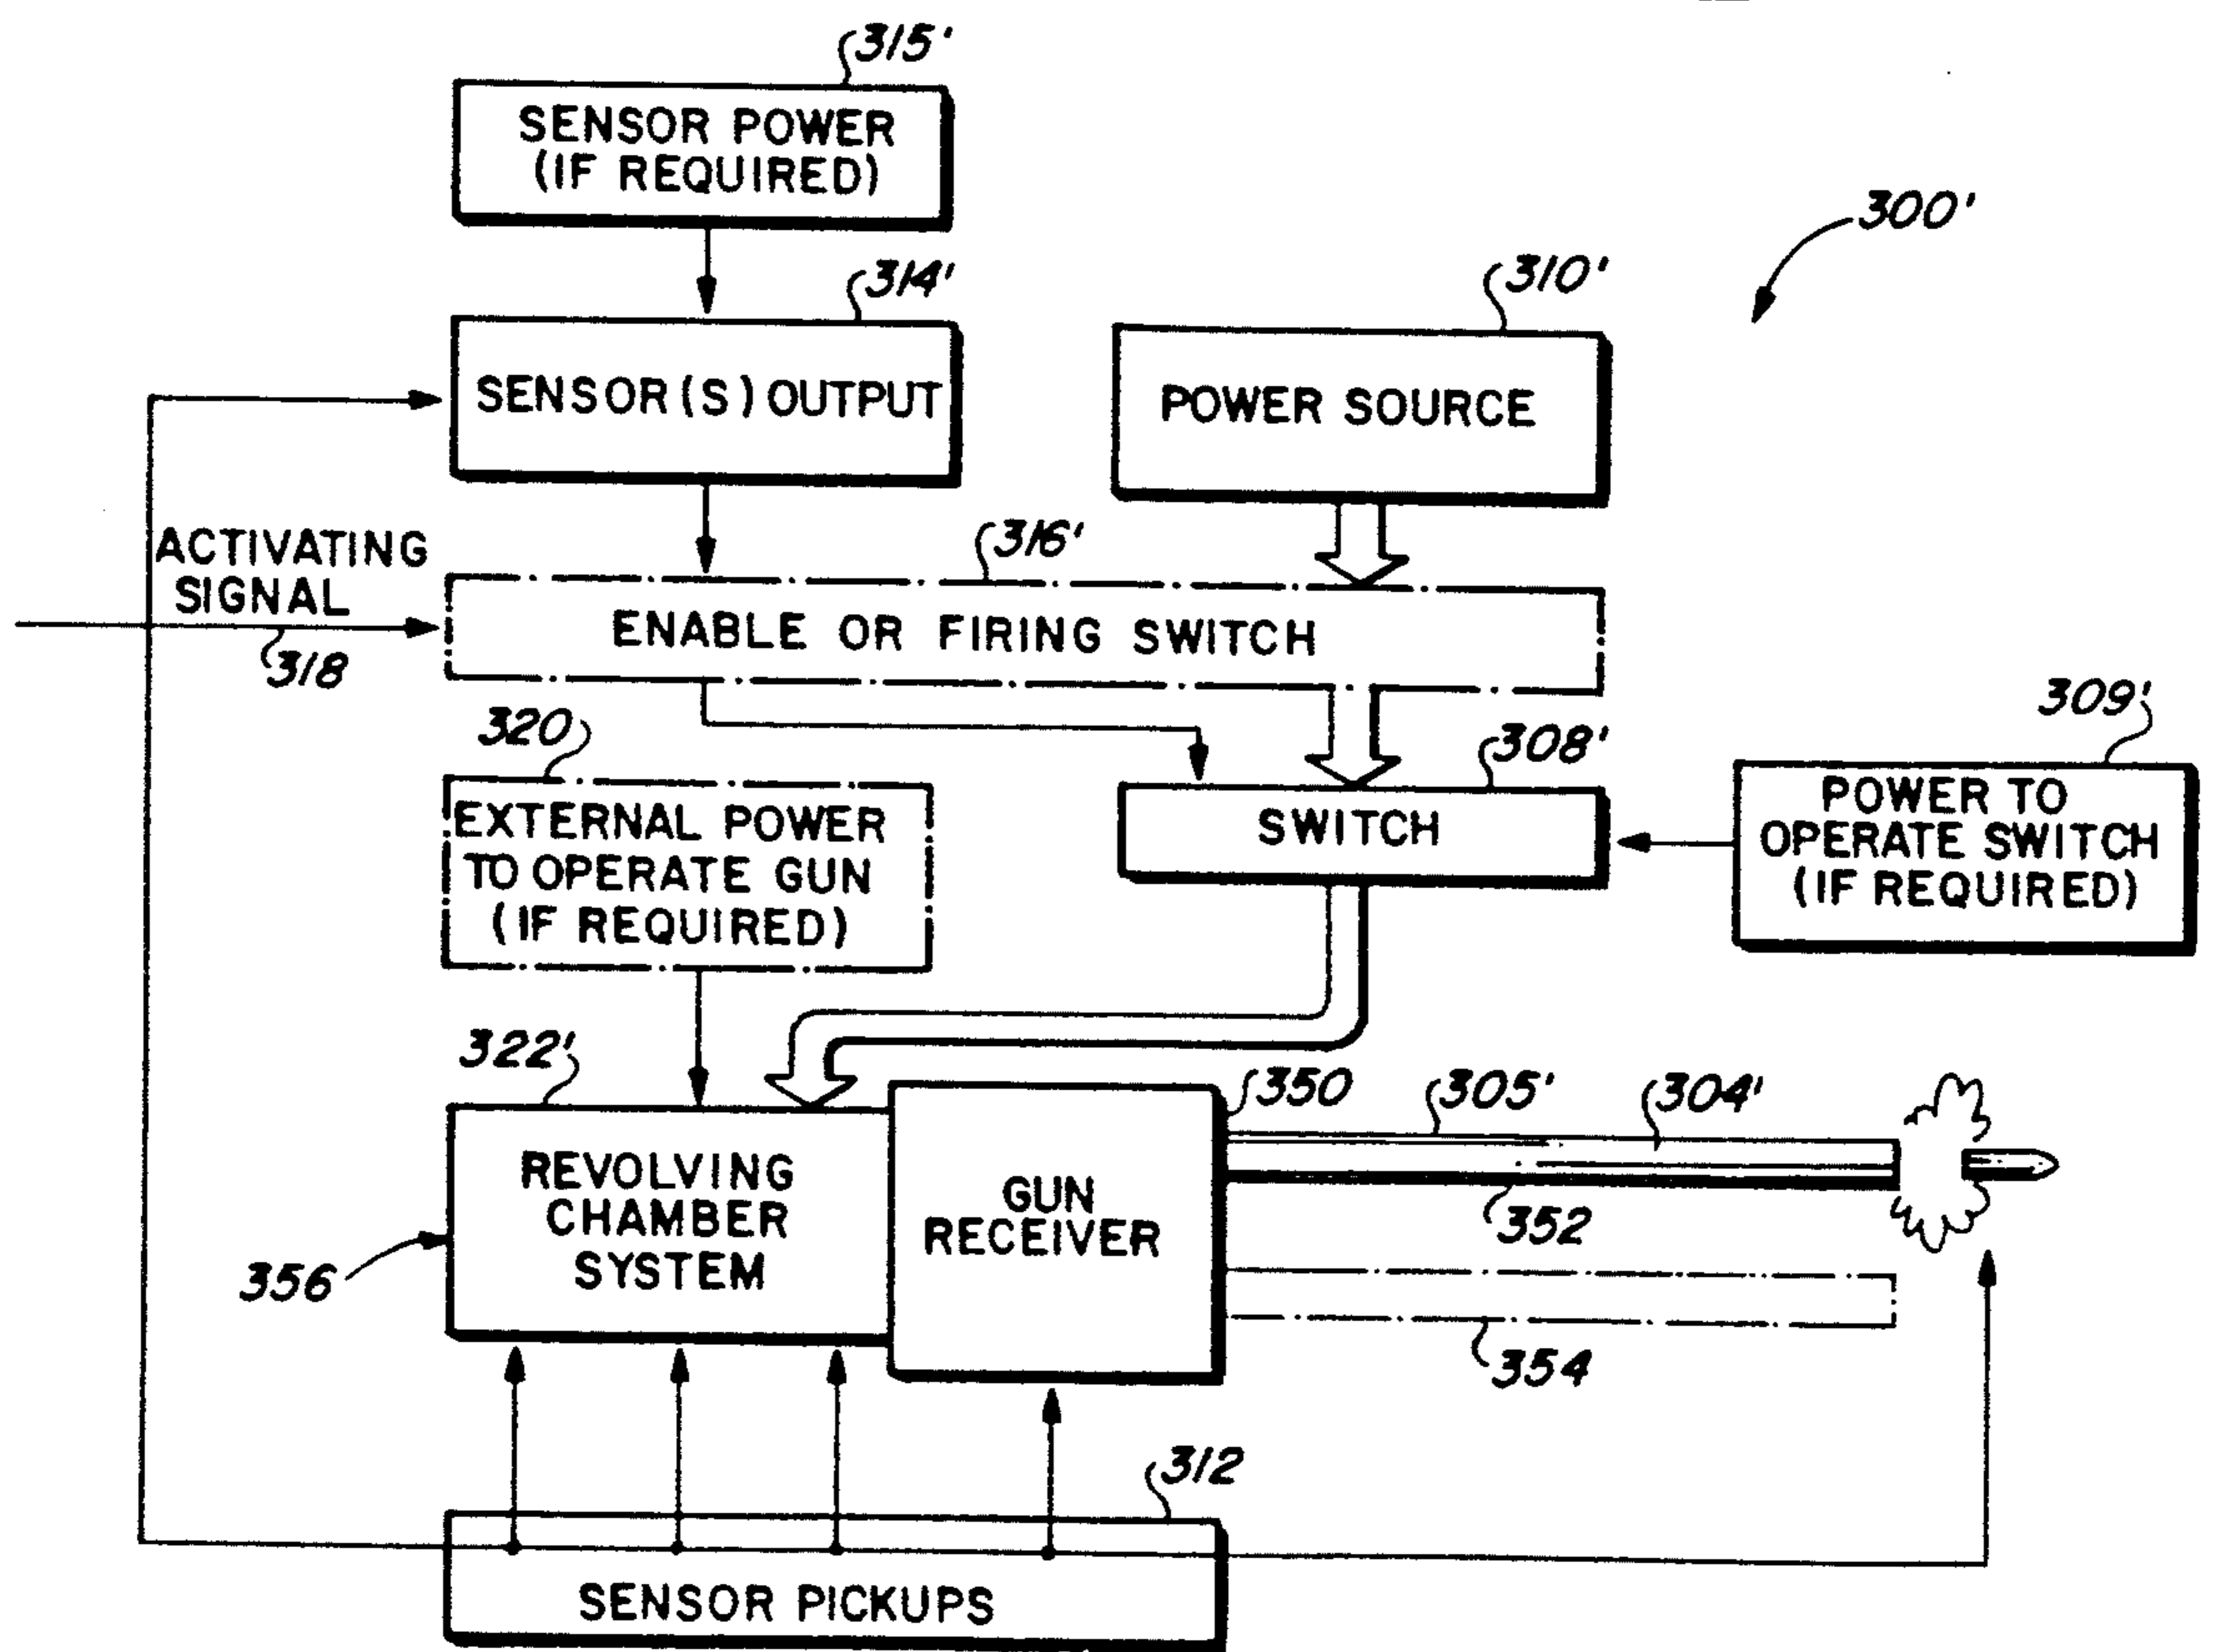 315'
SENSOR POWER
(IF REQUIRED)
300'
314'
310'
SENSOR(S) OUTPUT
POWER SOURCE
ACTIVATING
SIGNAL
318
316'
ENABLE OR FIRING SWITCH
320
308'
309'
EXTERNAL POWER
TO OPERATE GUN
(IF REQUIRED)
SWITCH
POWER TO
OPERATE SWITCH
(IF REQUIRED)
322'
350
305'
304'
REVOLVING
CHAMBER
SYSTEM
GUN
RECEIVER
352
356
354
312
SENSOR PICKUPS